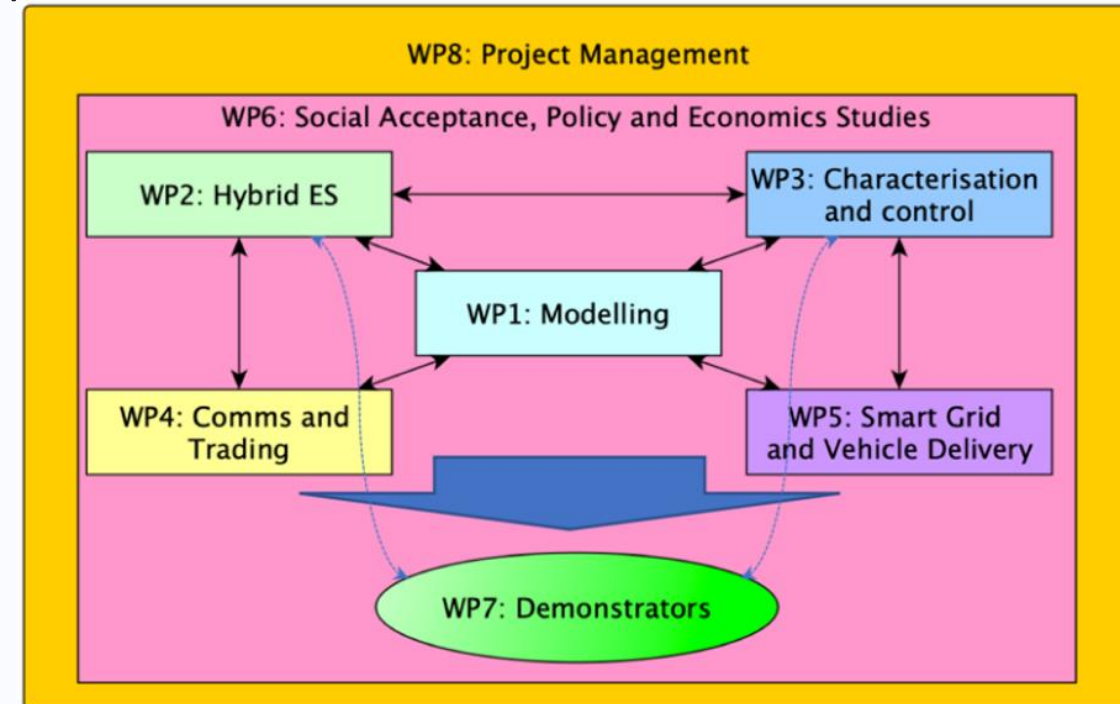 WP8: Project Management
WP6: Social Acceptance, Policy and Economics Studies
WP2: Hybrid ES
WP3: Characterisation
and control
WP1: Modelling
WP4: Comms and
Trading
WP5: Smart Grid
and Vehicle Delivery
WP7: Demonstrators